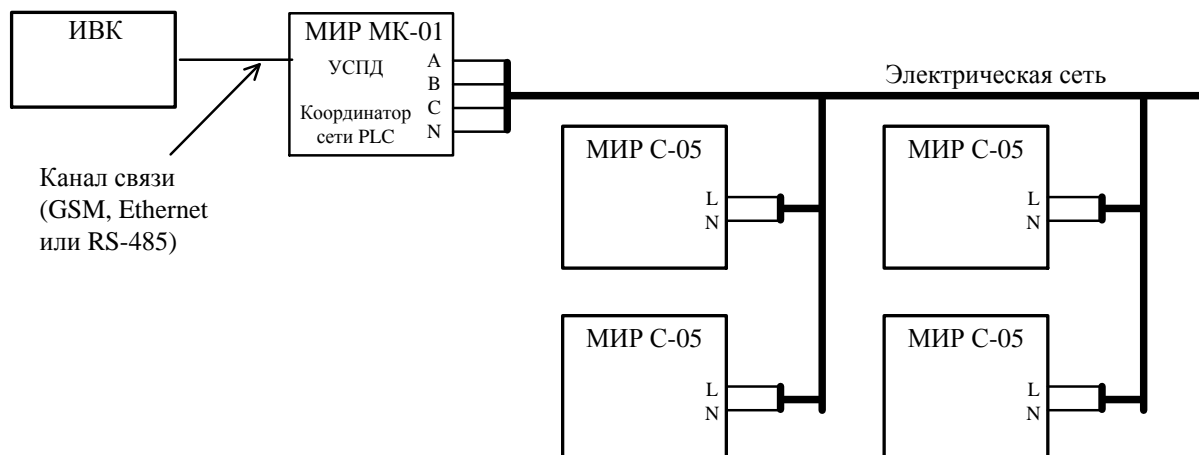 ИВК
МИР МК-01
УСПД
Координатор
сети PLC
A
B
C
N
Электрическая сеть
Канал связи
(GSM, Ethernet
или RS-485)
МИР С-05
L
N
МИР С-05
L
N
МИР С-05
L
N
МИР С-05
L
N